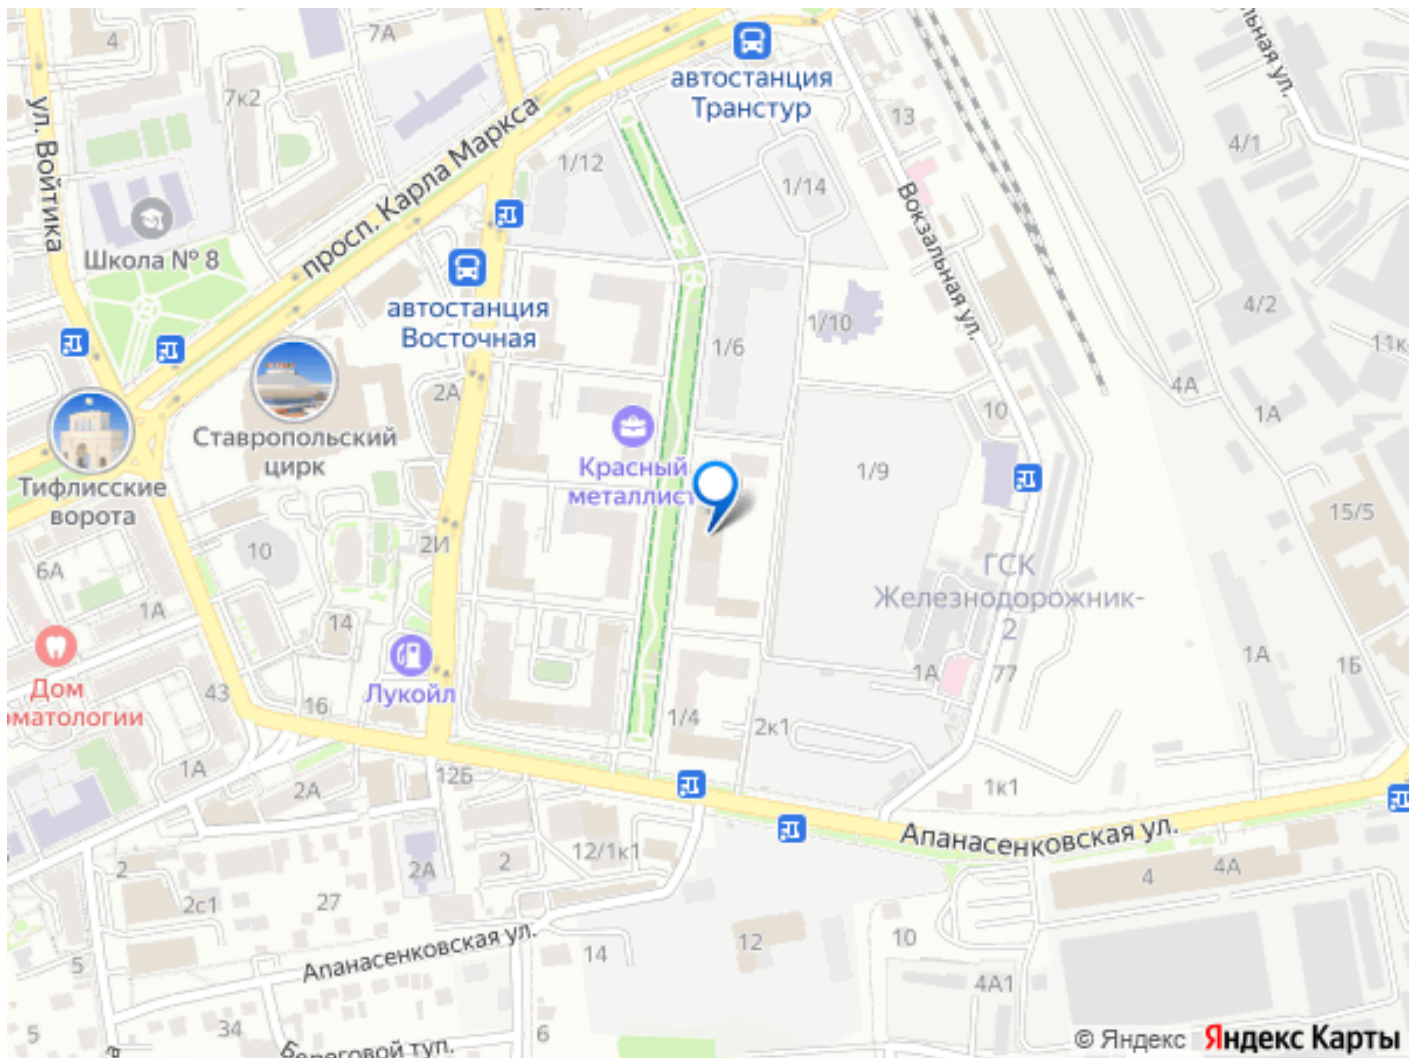 4
7А
автостанция
Транстур
7к2
ул. Войтика
просп. Карла Маркса
1/12
13
1/14
4/1
Школа № 8
Вокзальная ул.
автостанция
Восточная
1/10
1/6
4/2
2А
4А
10
1А
Ставропольский
цирк
Красный
металлист
1/9
Тифлисские
ворота
15/5
10
2И
6А
1А
14
ГСК
Железнодорожник-
2
1А
77
1А
1Б
Дом
43
16
Лукойл
1/4
2к1
1А
2А
12Б
1к1
Апанасенковская ул.
2
2с1
27
2А
2
12/1к1
4
4А
Апанасенковская ул.
14
12
10
4А1
5
5
34
6
© Яндекс Яндекс Карты